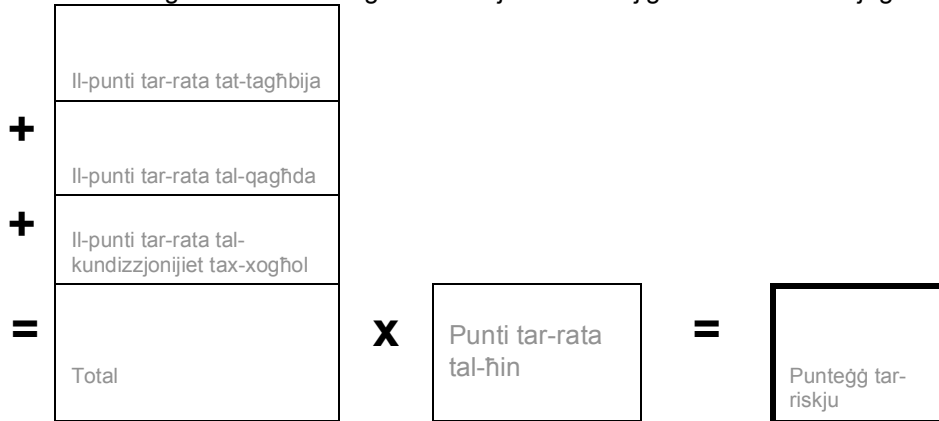 Il-punti tar-rata tat-tagħbija
+
Il-punti tar-rata tal-qagħda
+
Il-punti tar-rata tal-
kundizzjonijiet tax-xogħol
=
Total
x
Punti tar-rata
tal-ħin
=
Punteġġ tar-
riskju